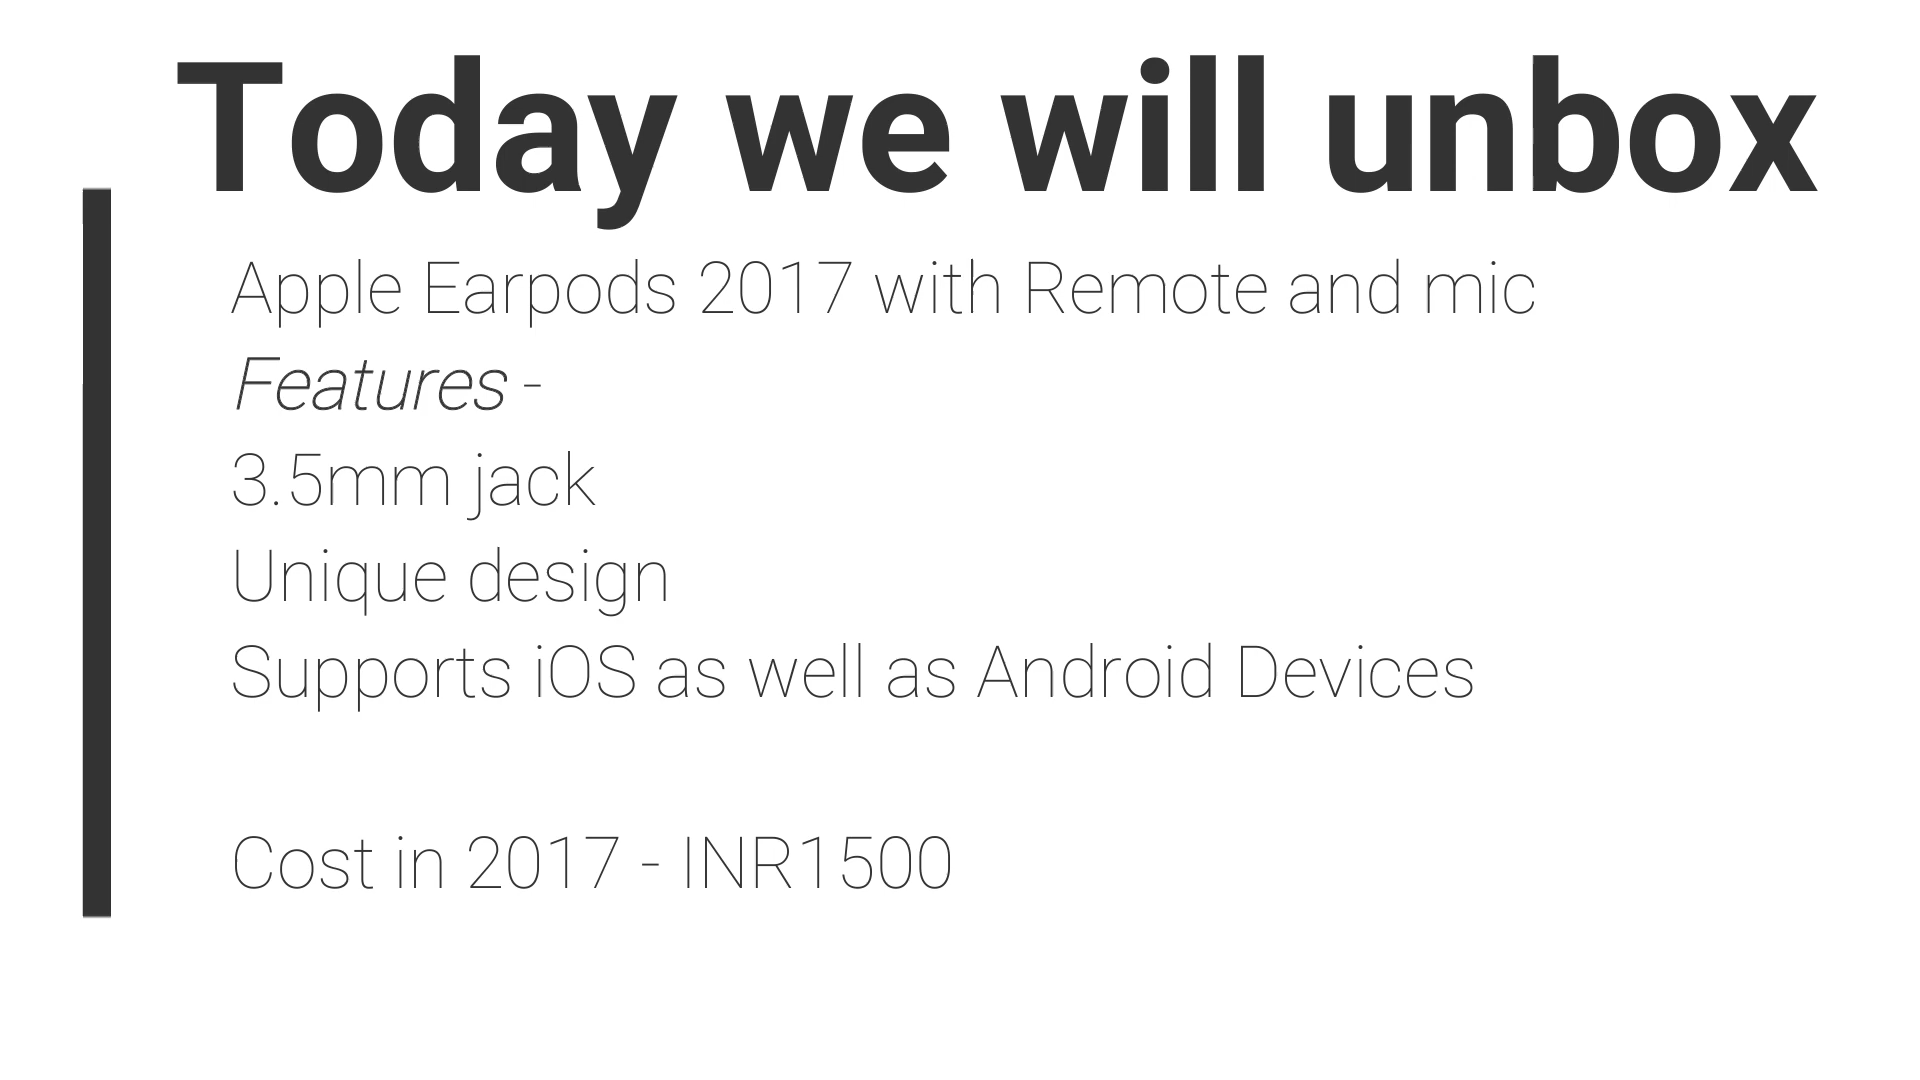 Today we will unbox
Apple Earpods 2017 with Remote and mic
Features -
3.5mm jack
Unique design
Supports iOS as well as Android Devices
Cost in 2017 - INR1500